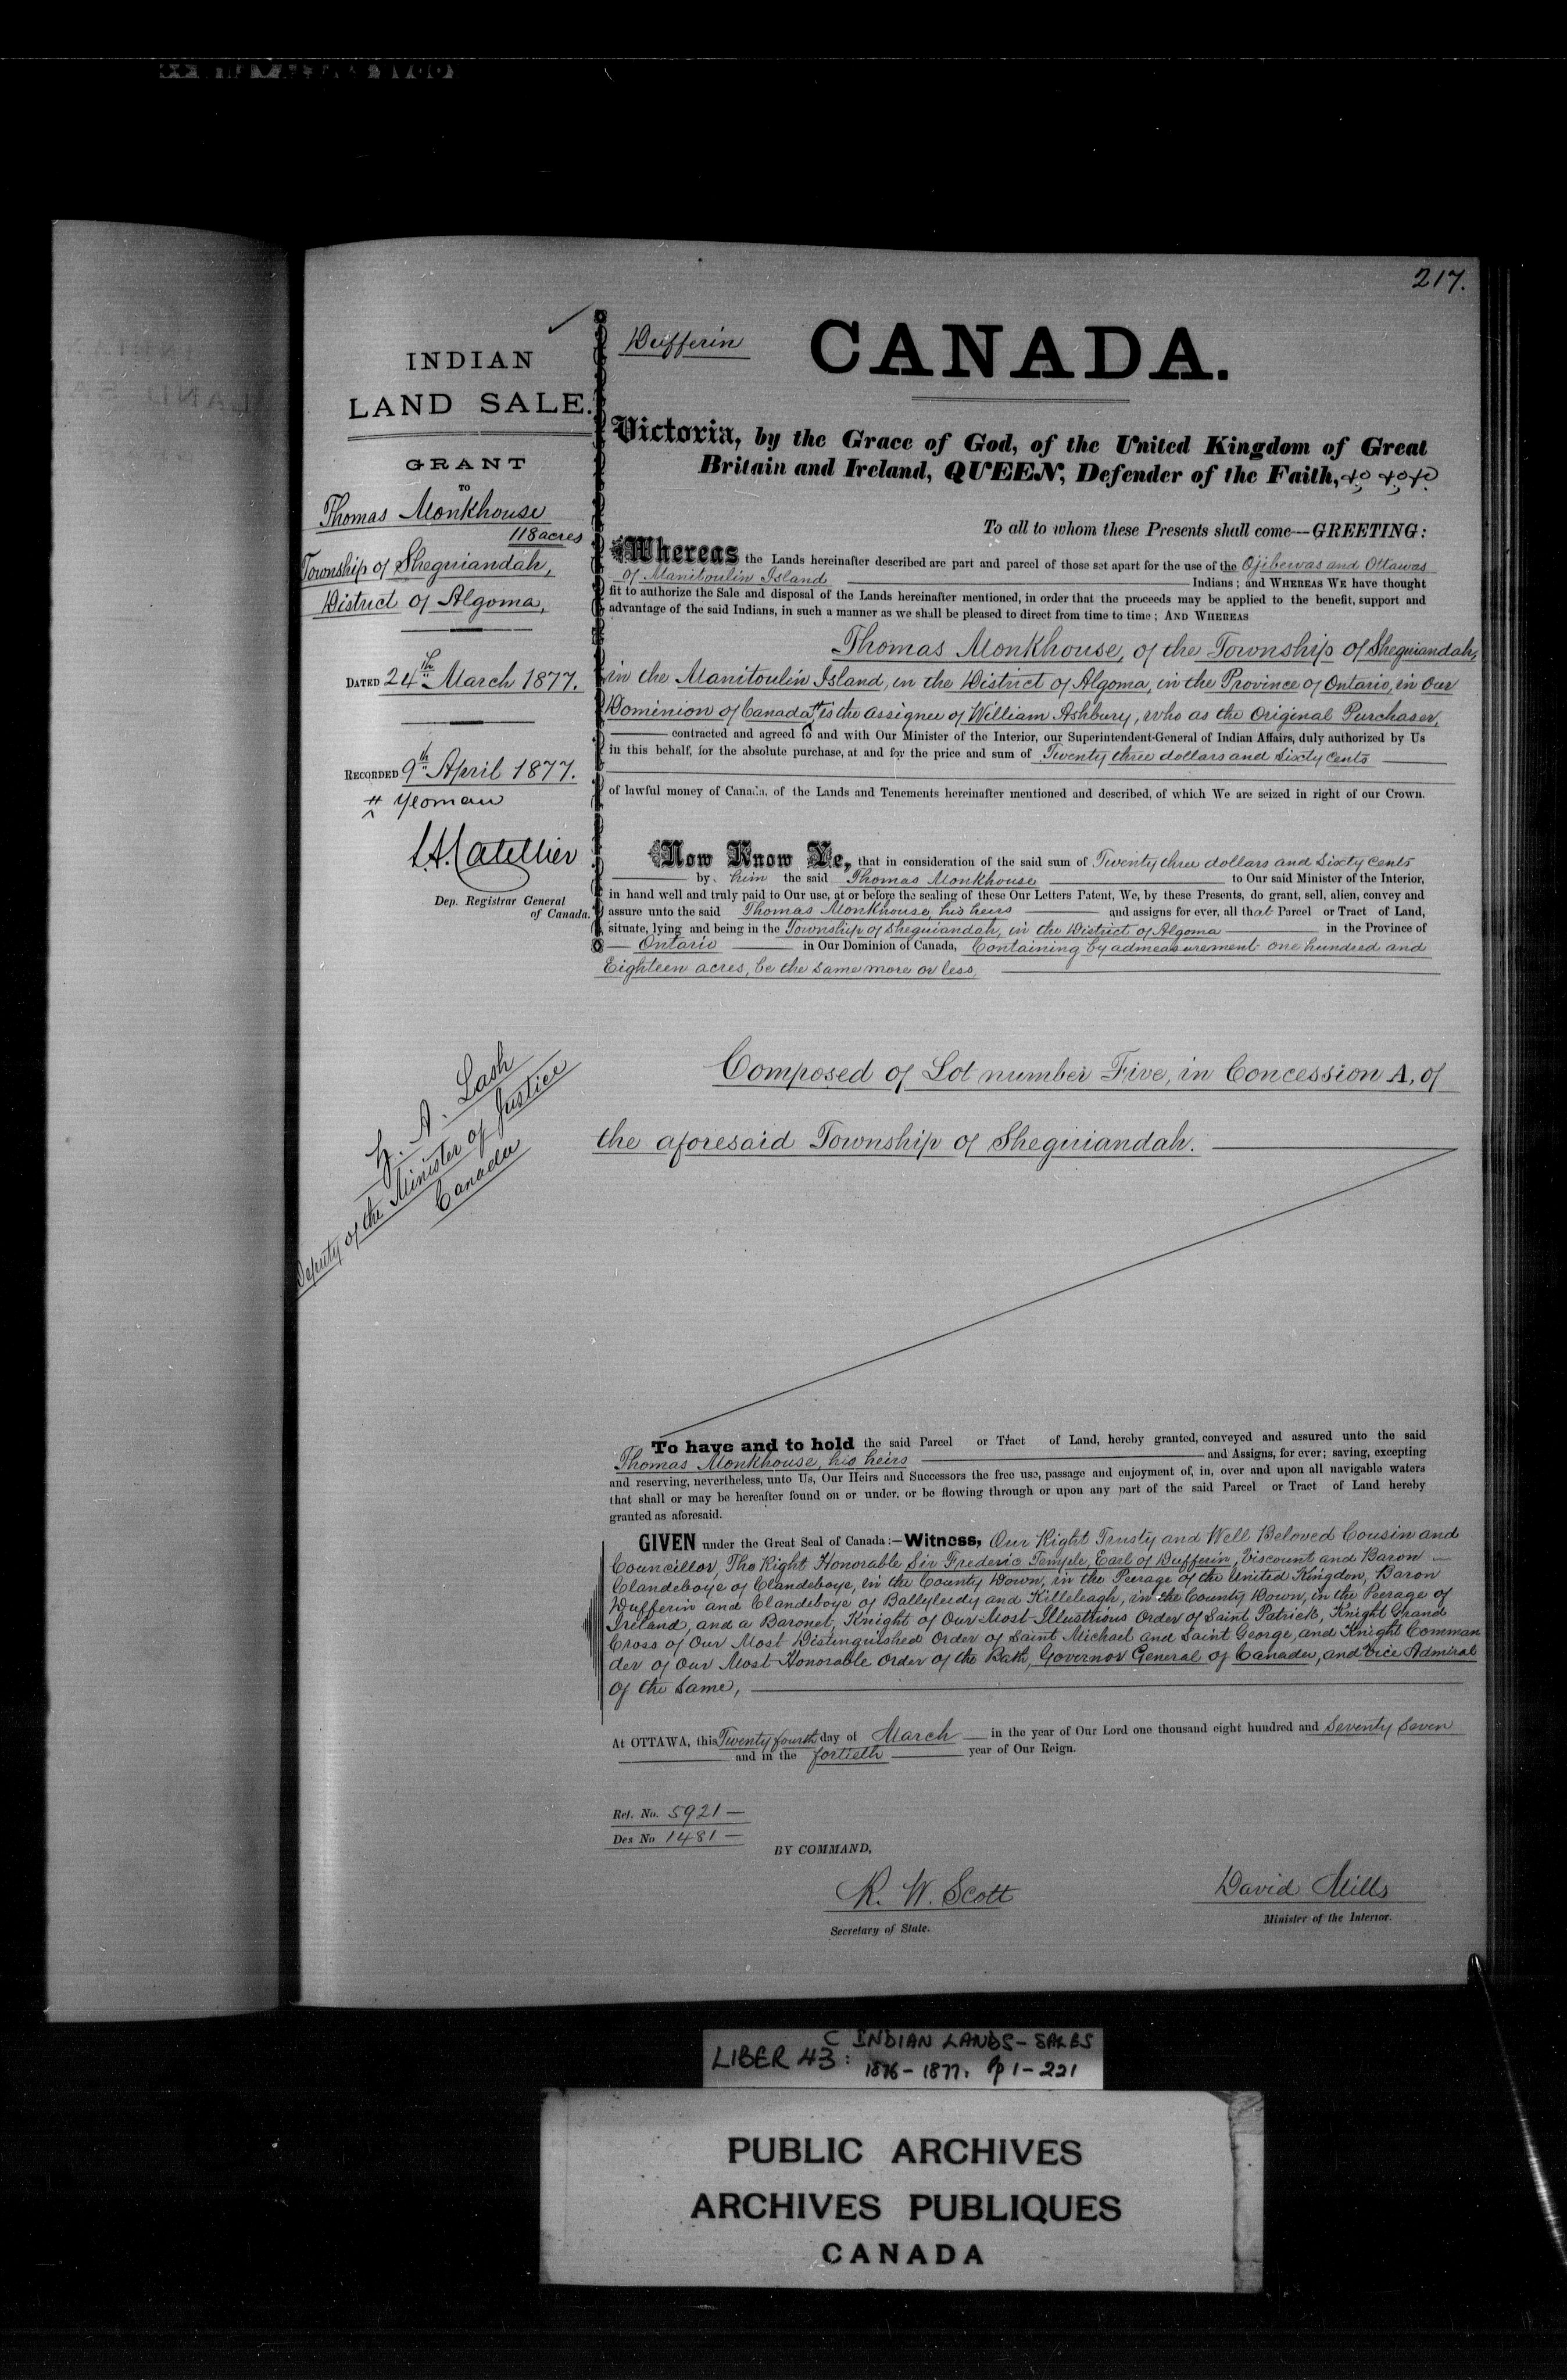 217.
INDIAN
LAND SALE.
GRANT
TO
Thomas Monkhouse
118 acres
Township of Sheguiandah,
District of Algoma,
DATED 24th March 1877.
RECORDED 9th April 1877.
# Yeoman
Dep. Registrar General
of Canada.
Z. A. Lash
Deputy of the Minister of Justice
Canada
Dufferin
CANADA.
Victoria, by the Grace of God, of the United Kingdom of Great
Britain and Ireland, QUEEN, Defender of the Faith, &c &c &c
To all to whom these Presents shall come—GREETING:
Whereas the Lands hereinafter described are part and parcel of those set apart for the use of the Ojibewas and Ottawas
of Manitoulin Island Indians; and WHEREAS WE have thought
fit to authorize the Sale and disposal of the Lands hereinafter mentioned, in order that the proceeds may be applied to the benefit, support and
advantage of the said Indians, in such a manner as we shall be pleased to direct from time to time; AND WHEREAS
Thomas Monkhouse, of the Township of Sheguiandah,
in the Manitoulin Island, in the District of Algoma, in the Province of Ontario, in Our
Dominion of Canada, # is the assignee of William Ashbury, who as the Original Purchaser,
contracted and agreed to and with Our Minister of the Interior, our Superintendent-General of Indian Affairs, duly authorized by Us
in this behalf, for the absolute purchase, at and for the price and sum of Twenty three dollars and Sixty cents
of lawful money of Canada, of the Lands and Tenements hereinafter mentioned and described, of which We are seized in right of our Crown.
Now Know Ye, that in consideration of the said sum of Twenty three dollars and Sixty cents
by him the said Thomas Monkhouse to Our said Minister of the Interior,
in hand well and truly paid to Our use, at or before the sealing of these Our Letters Patent, We, by these Presents, do grant, sell, alien, convey and
assure unto the said Thomas Monkhouse, his heirs and assigns for ever, all that Parcel or Tract of Land,
situate, lying and being in the Township of Sheguiandah, in the District of Algoma in the Province of
Ontario in Our Dominion of Canada, Containing by admeasurement one hundred and
Eighteen acres, be the same more or less,
Composed of Lot number Five, in Concession A, of
the aforesaid Township of Sheguiandah.
To have and to hold the said Parcel or Tract of Land, hereby granted, conveyed and assured unto the said
Thomas Monkhouse, his heirs and Assigns, for ever; saving, excepting
and reserving, nevertheless, unto Us, Our Heirs and Successors the free use, passage and enjoyment of, in, over and upon all navigable waters
that shall or may be hereafter found on or under, or be flowing through or upon any part of the said Parcel or Tract of Land hereby
granted as aforesaid.
GIVEN under the Great Seal of Canada:—Witness, Our Right Trusty and Well Beloved Cousin and
Councillor, The Right Honorable Sir Frederic Temple, Earl of Dufferin, Viscount and Baron
Clandeboye of Clandeboye, in the County Down, in the Peerage of the United Kingdom, Baron
Dufferin and Clandeboye of Ballyleidy and Killeleagh, in the County Down, in the Peerage of
Ireland, and a Baronet, Knight of Our Most Illustrious Order of Saint Patrick, Knight Grand
Cross of Our Most Distinguished Order of Saint Michael and Saint George, and Knight Comman
der of Our Most Honorable Order of the Bath, Governor General of Canada, and Vice Admiral
of the same,
At OTTAWA, this Twenty fourth day of March in the year of Our Lord one thousand eight hundred and Seventy Seven
and in the fortieth year of Our Reign.
Ref. No. 5921
Des No 1481
BY COMMAND,
R. W. Scott
Secretary of State.
David Mills
Minister of the Interior.
LIBER 43: C INDIAN LANDS - SALES
1876 - 1877. Pp 1 - 221
PUBLIC ARCHIVES
ARCHIVES PUBLIQUES
CANADA